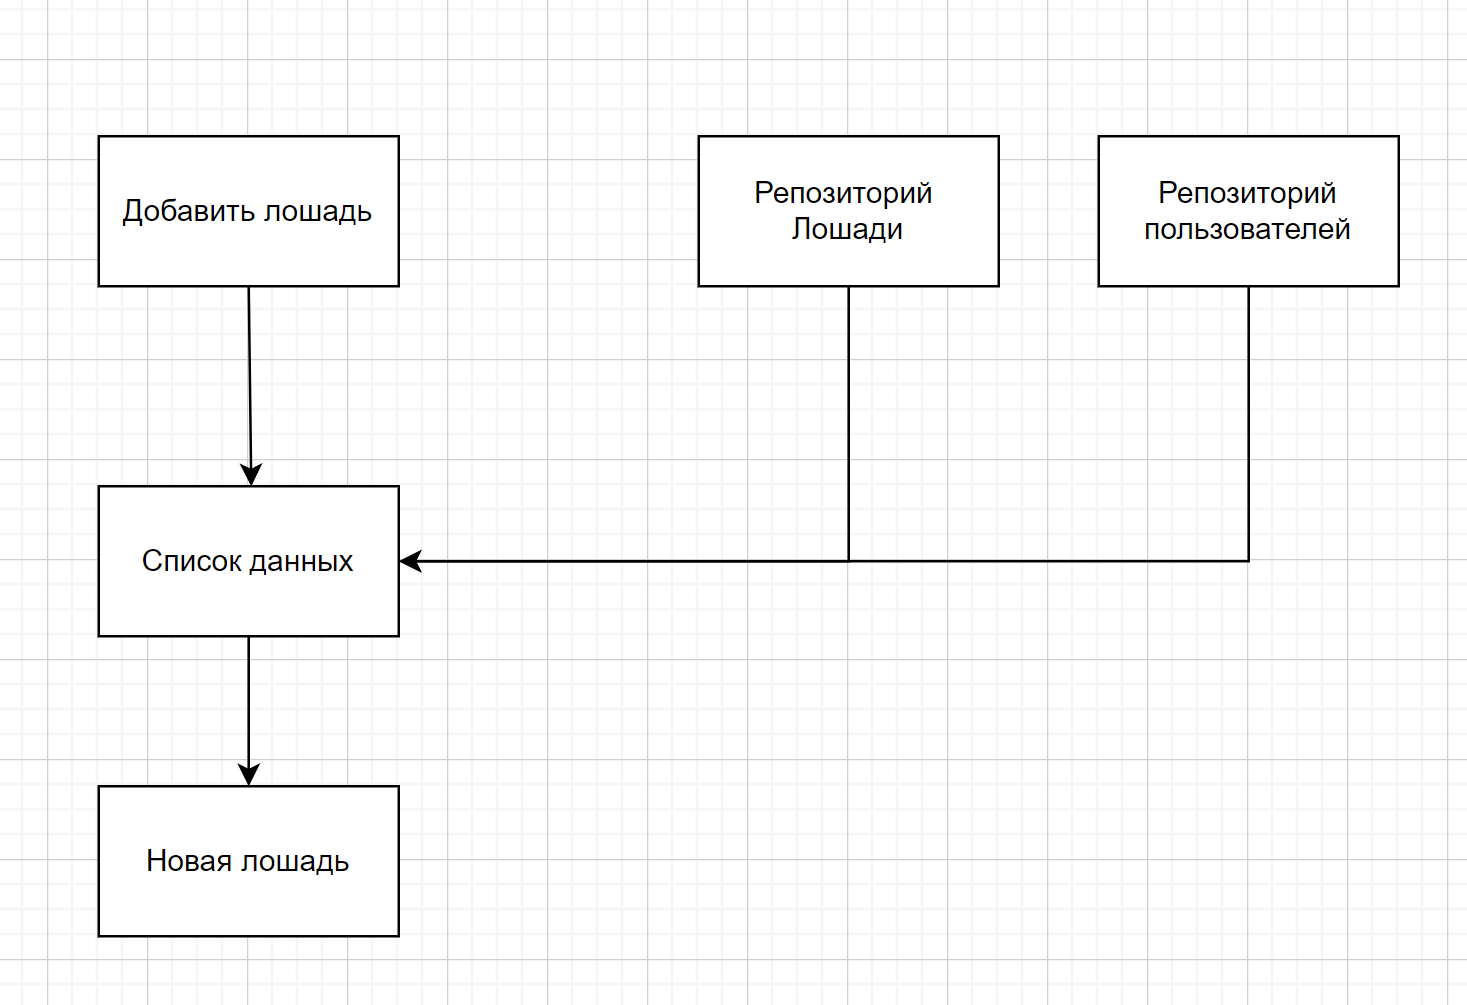 Добавить лошадь
Репозиторий
Лошади
Репозиторий
пользователей
Список данных
Новая лошадь